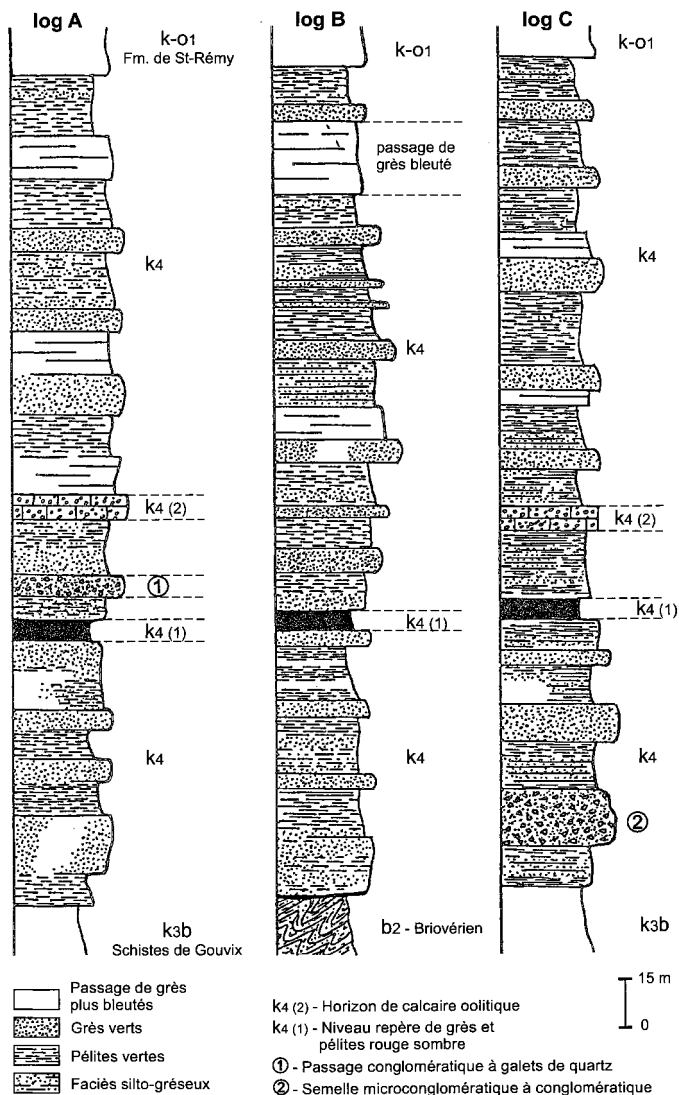 log A
log B
log C
k-o1
Fm. de St-Rémy
k-o1
k-o1
passage de
grès bleuté
k4
k4
k4
k4 (2)
k4 (2)
①
k4 (1)
k4 (1)
k4 (1)
k4
k4
k4
②
k3b
Schistes de Gouvix
b2 - Briovérien
k3b
Passage de grès
plus bleutés
Grès verts
Pélites vertes
Faciès silto-gréseux
k4 (2) - Horizon de calcaire oolitique
k4 (1) - Niveau repère de grès et
pélites rouge sombre
① - Passage conglomératique à galets de quartz
② - Semelle microconglomératique à conglomératique
15 m
0